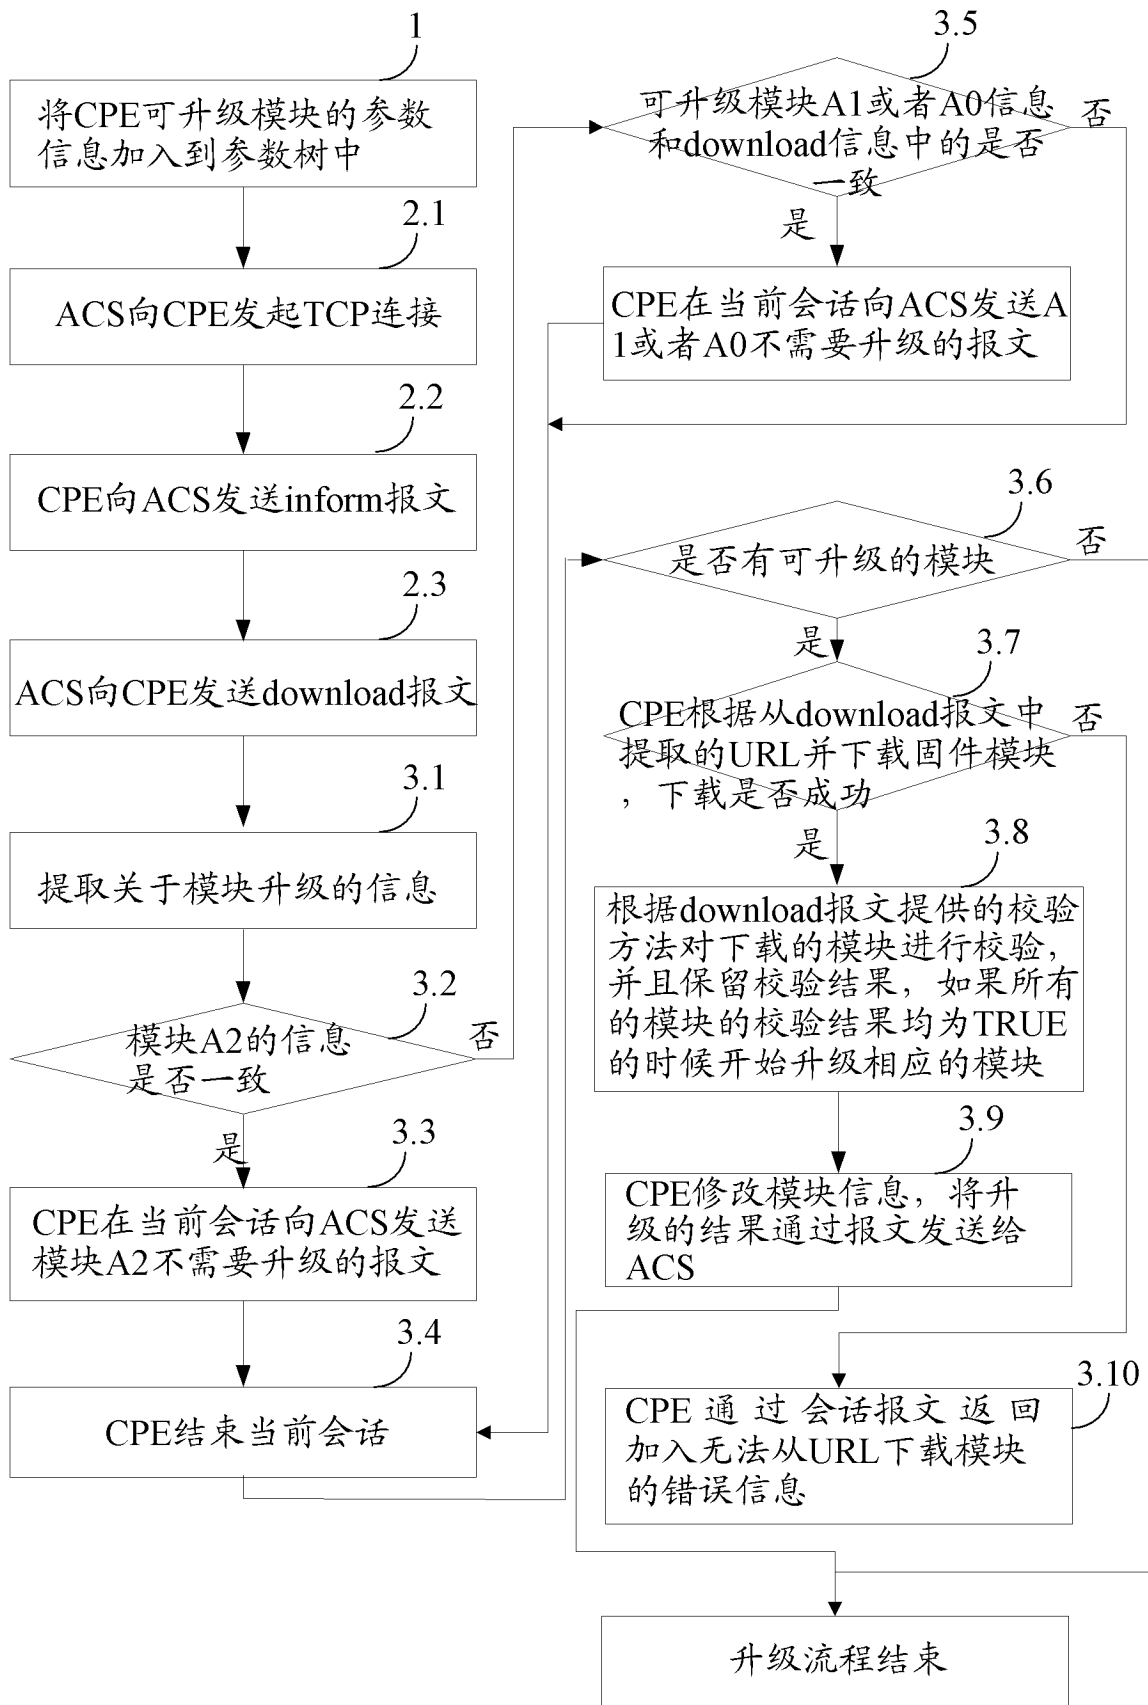 1
将CPE可升级模块的参数
信息加入到参数树中
2.1
ACS向CPE发起TCP连接
2.2
CPE向ACS发送inform报文
2.3
ACS向CPE发送download报文
3.1
提取关于模块升级的信息
3.2
模块A2的信息
是否一致
否
是
3.3
CPE在当前会话向ACS发送
模块A2不需要升级的报文
3.4
CPE结束当前会话
3.5
可升级模块A1或者A0信息
和download信息中的是否
一致
否
是
CPE在当前会话向ACS发送A
1或者A0不需要升级的报文
3.6
是否有可升级的模块
否
是
3.7
CPE根据从download报文中
提取的URL并下载固件模块
，下载是否成功
否
是
3.8
根据download报文提供的校验
方法对下载的模块进行校验，
并且保留校验结果，如果所有
的模块的校验结果均为TRUE
的时候开始升级相应的模块
3.9
CPE修改模块信息，将升
级的结果通过报文发送给
ACS
3.10
CPE 通 过 会话报文 返 回
加入无法从URL下载模块
的错误信息
升级流程结束